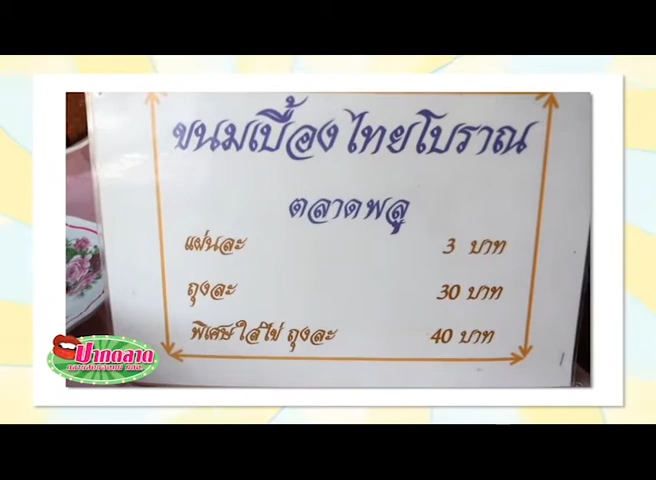 ขนมเบื้องไทยโบราณ
ตลาดพลู
แผ่นละ 3 บาท
ถุงละ 30 บาท
พิเศษใส่ไข่ ถุงละ 40 บาท
ปากตลาด